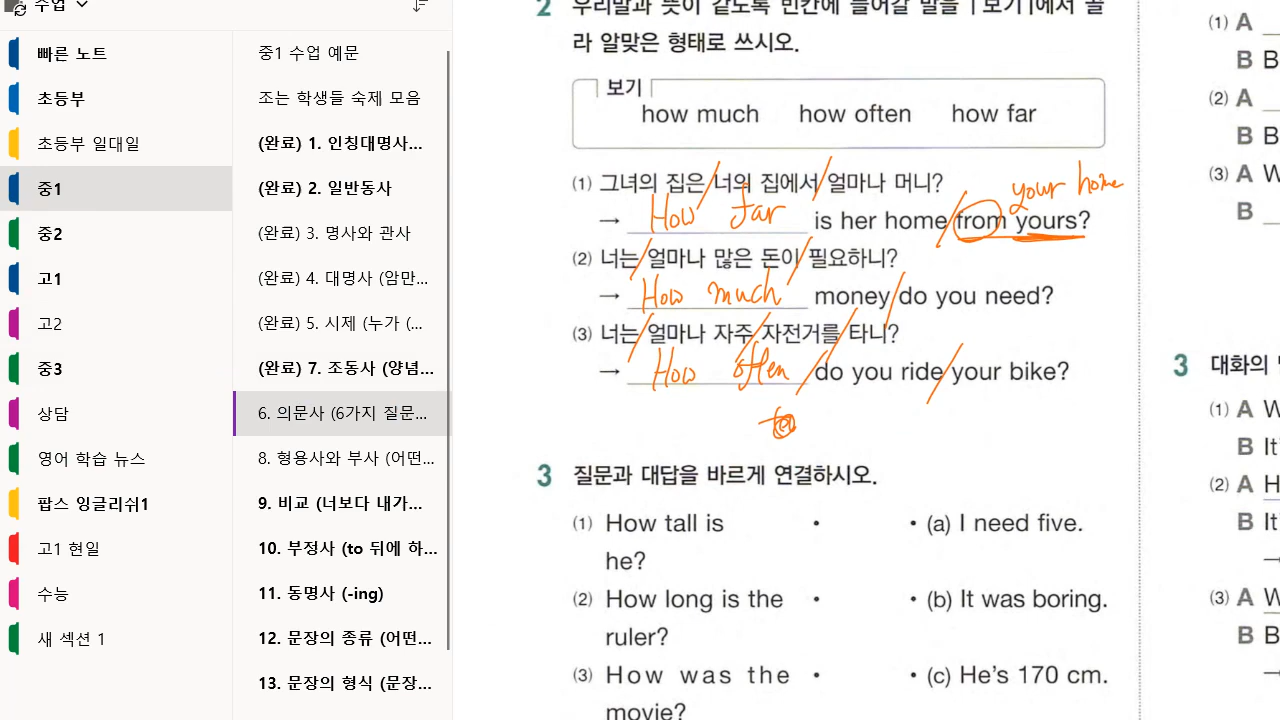 수업
빠른 노트
초등부
초등부 일대일
중1
중2
고1
고2
중3
상담
영어 학습 뉴스
팝스 잉글리쉬1
고1 현일
수능
새 섹션 1
중1 수업 예문
조는 학생들 숙제 모음
(완료) 1. 인칭대명사...
(완료) 2. 일반동사
(완료) 3. 명사와 관사
(완료) 4. 대명사 (암만...
(완료) 5. 시제 (누가 (...
(완료) 7. 조동사 (양념...
6. 의문사 (6가지 질문...
8. 형용사와 부사 (어떤...
9. 비교 (너보다 내가...
10. 부정사 (to 뒤에 하...
11. 동명사 (-ing)
12. 문장의 종류 (어떤...
13. 문장의 형식 (문장...
2 우리말과 뜻이 같도록 빈칸에 들어갈 말을 [보기]에서 골
라 알맞은 형태로 쓰시오.
보기
how much how often how far
(1) 그녀의 집은 너의 집에서 얼마나 머니?
your home
→ How far is her home from yours?
(2) 너는 얼마나 많은 돈이 필요하니?
→ How much money do you need?
(3) 너는 얼마나 자주 자전거를 타니?
→ How often do you ride your bike?
3 질문과 대답을 바르게 연결하시오.
(1) How tall is • • (a) I need five.
he?
(2) How long is the • • (b) It was boring.
ruler?
(3) How was the • • (c) He's 170 cm.
movie?
(1) A
B B
(2) A
B B
(3) A W
B
3 대화의
(1) A W
B It'
(2) A H
B It'
→
(3) A W
B B
→